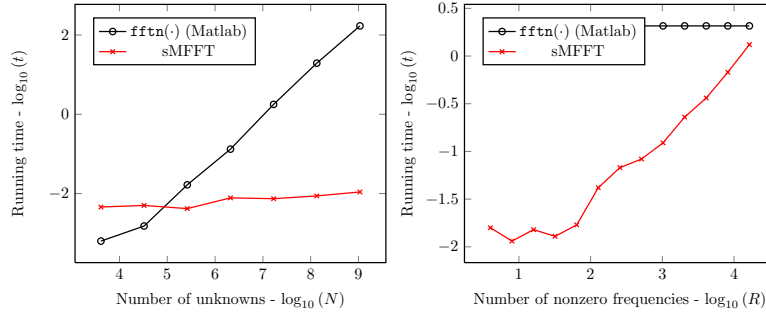 fftn(·) (Matlab)
sMFFT
2
0
−2
4
5
6
7
8
9
Running time - log₁₀ (t)
Number of unknowns - log₁₀ (N)
fftn(·) (Matlab)
sMFFT
0.5
0
−0.5
−1
−1.5
−2
1
2
3
4
Running time - log₁₀ (t)
Number of nonzero frequencies - log₁₀ (R)